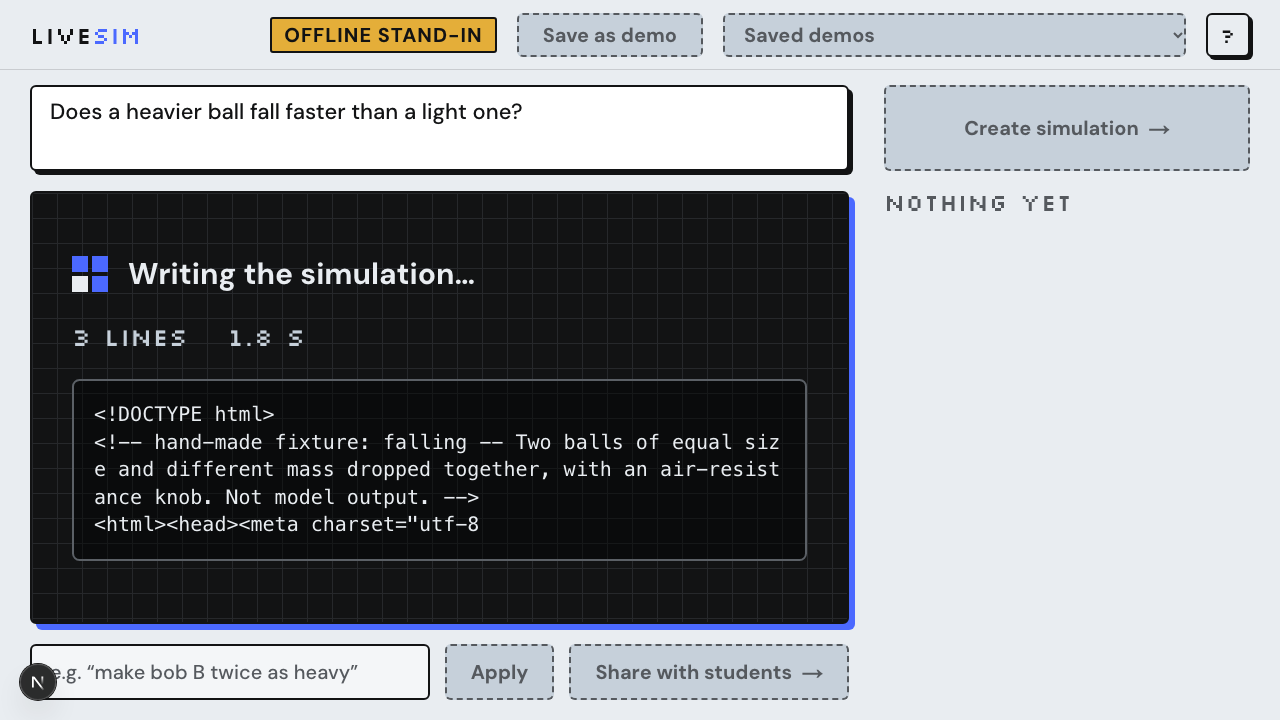 LIVESIM
OFFLINE STAND-IN
Save as demo
Saved demos
?
Does a heavier ball fall faster than a light one?
Create simulation →
NOTHING YET
Writing the simulation…
3 LINES 1.8 S
<!DOCTYPE html>
<!-- hand-made fixture: falling -- Two balls of equal siz
e and different mass dropped together, with an air-resist
ance knob. Not model output. -->
<html><head><meta charset="utf-8
e.g. “make bob B twice as heavy”
Apply
Share with students →
N